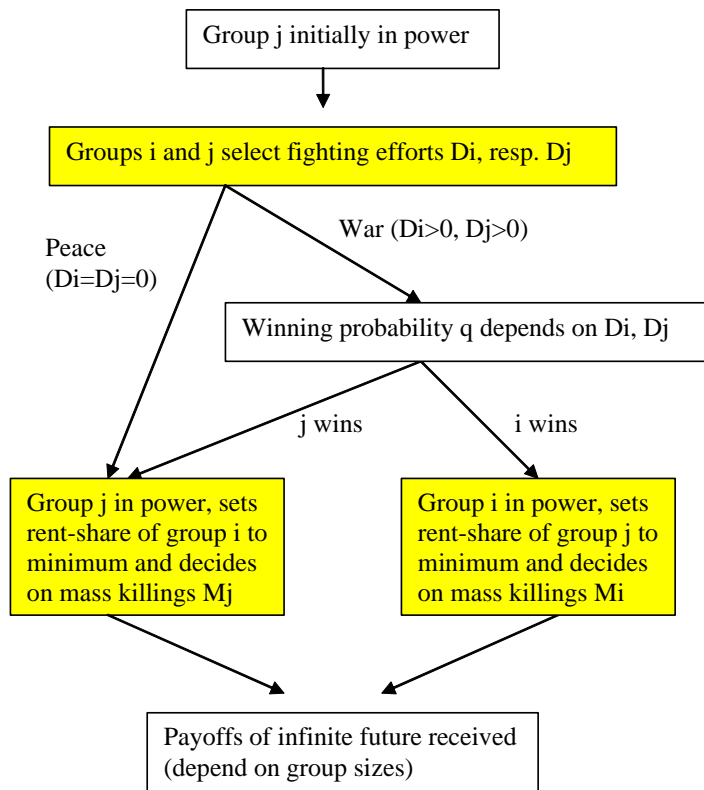 Group j initially in power
Groups i and j select fighting efforts Di, resp. Dj
War (Di>0, Dj>0)
Peace
(Di=Dj=0)
Winning probability q depends on Di, Dj
j wins
i wins
Group j in power, sets
rent-share of group i to
minimum and decides
on mass killings Mj
Group i in power, sets
rent-share of group j to
minimum and decides
on mass killings Mi
Payoffs of infinite future received
(depend on group sizes)